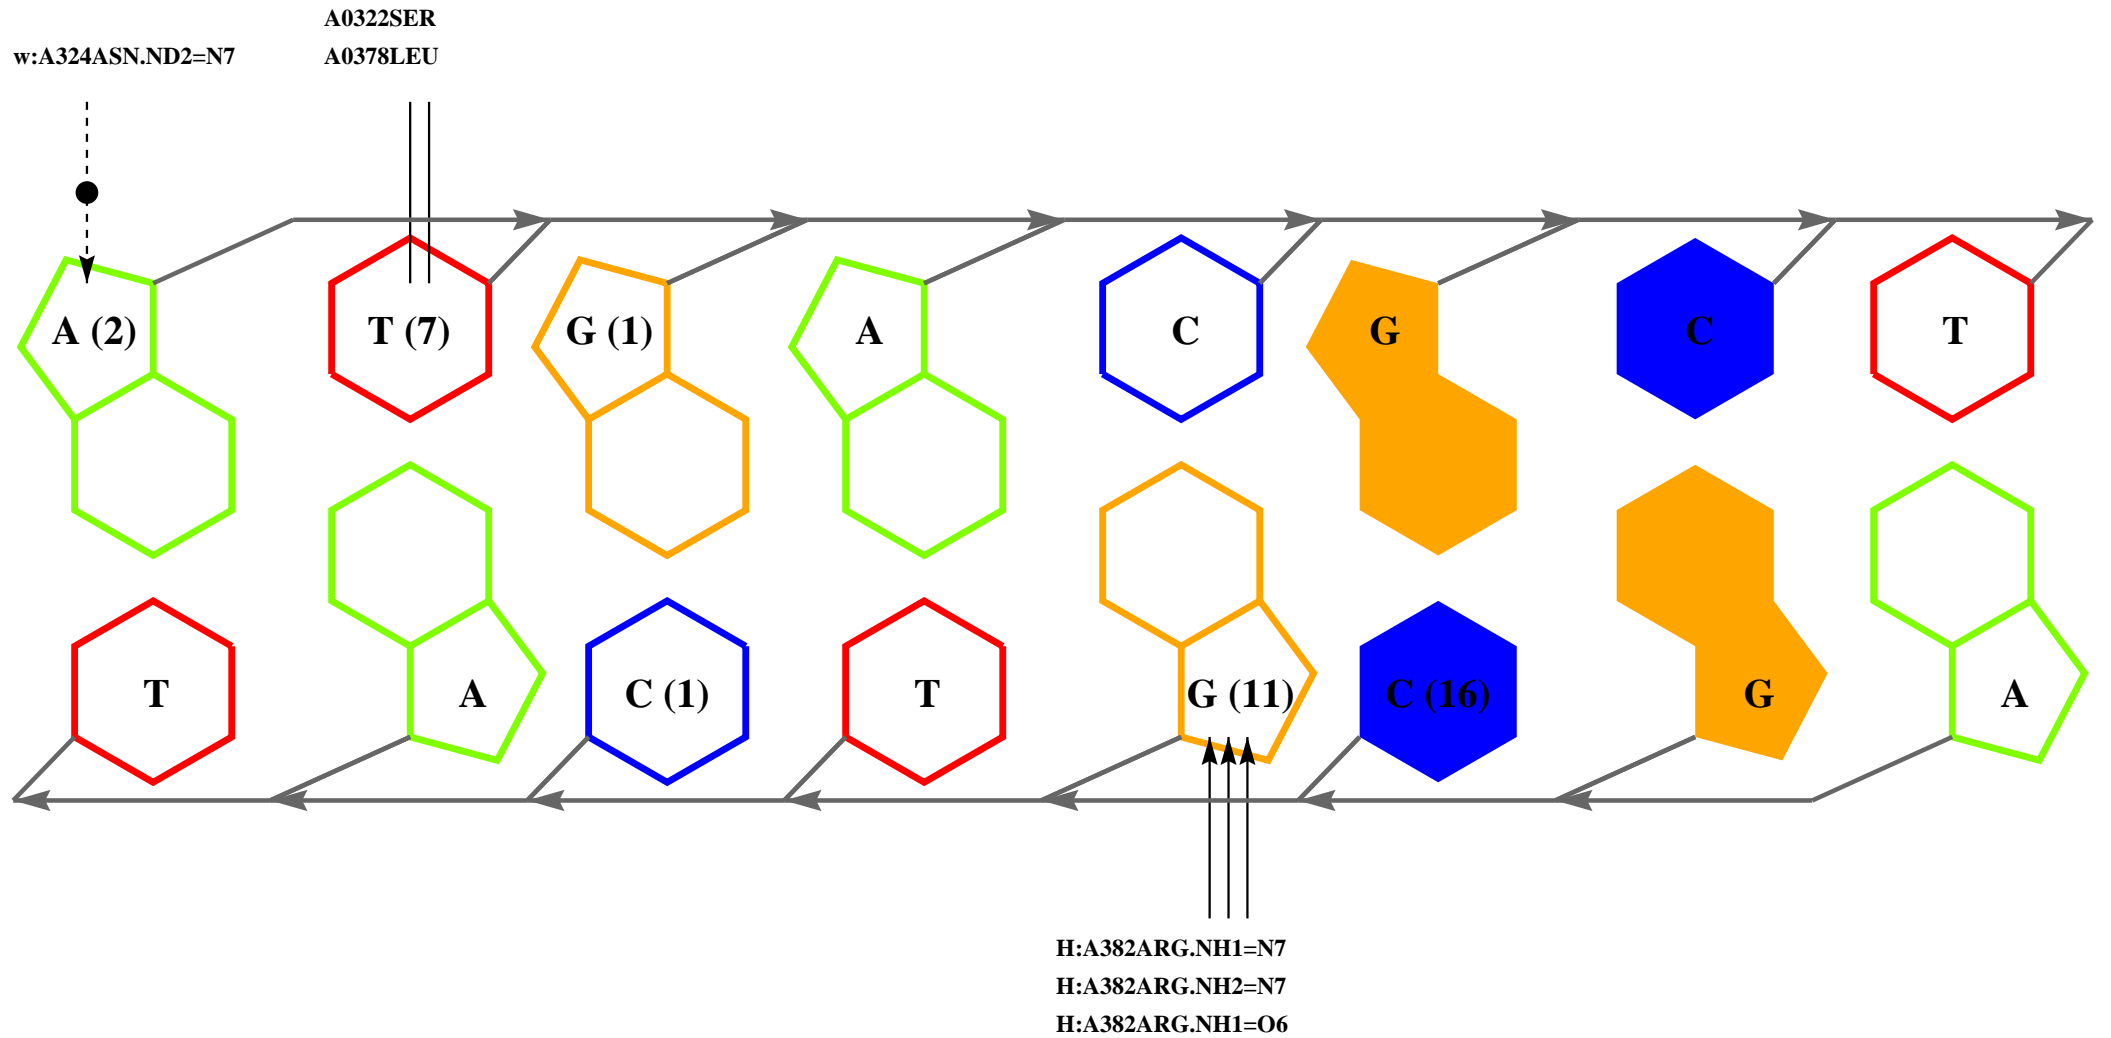 A0322SER
w:A324ASN.ND2=N7
A0378LEU
A (2)
T (7)
G (1)
A
C
G
C
T
T
A
C (1)
T
G (11)
C (16)
G
A
H:A382ARG.NH1=N7
H:A382ARG.NH2=N7
H:A382ARG.NH1=O6